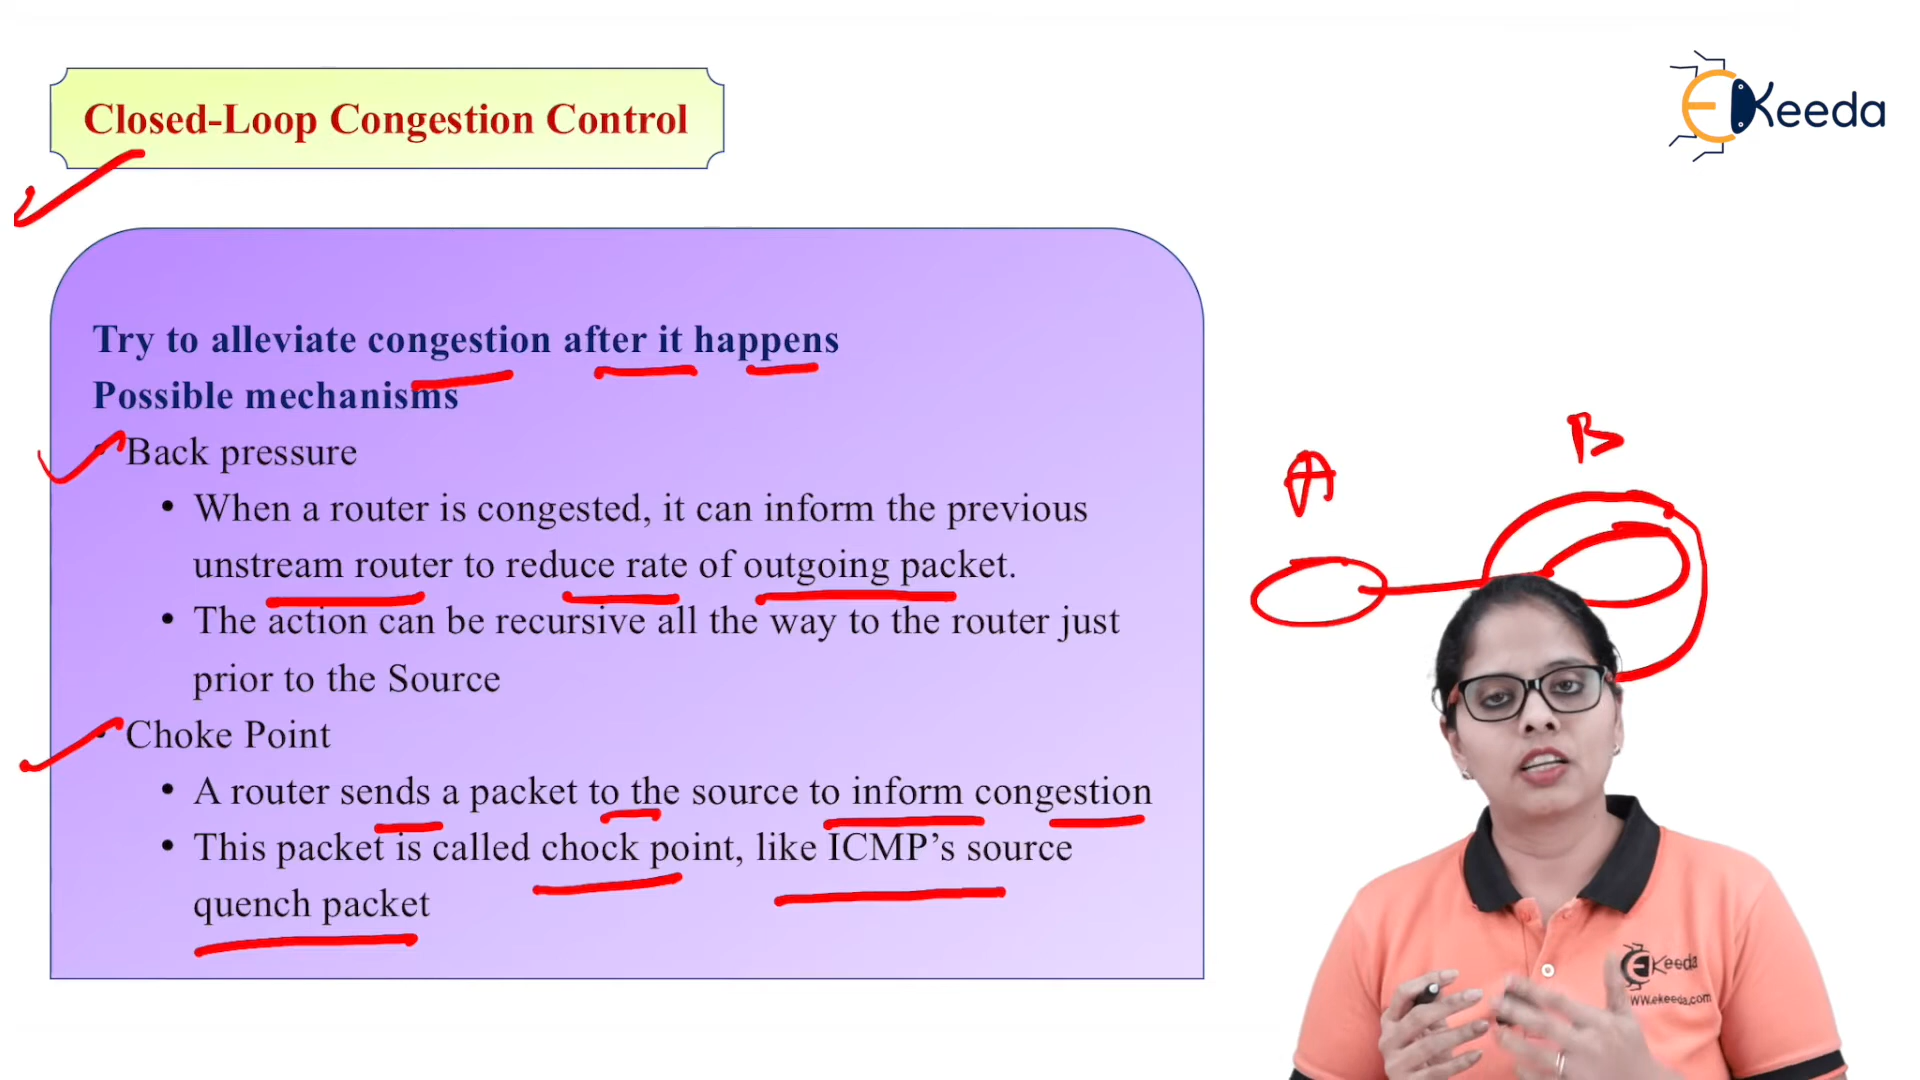 Closed-Loop Congestion Control
EKeeda
Try to alleviate congestion after it happens
Possible mechanisms
• Back pressure
• When a router is congested, it can inform the previous
unstream router to reduce rate of outgoing packet.
• The action can be recursive all the way to the router just
prior to the Source
• Choke Point
• A router sends a packet to the source to inform congestion
• This packet is called chock point, like ICMP’s source
quench packet
A
B
EKeeda
WW.ekeeda.com